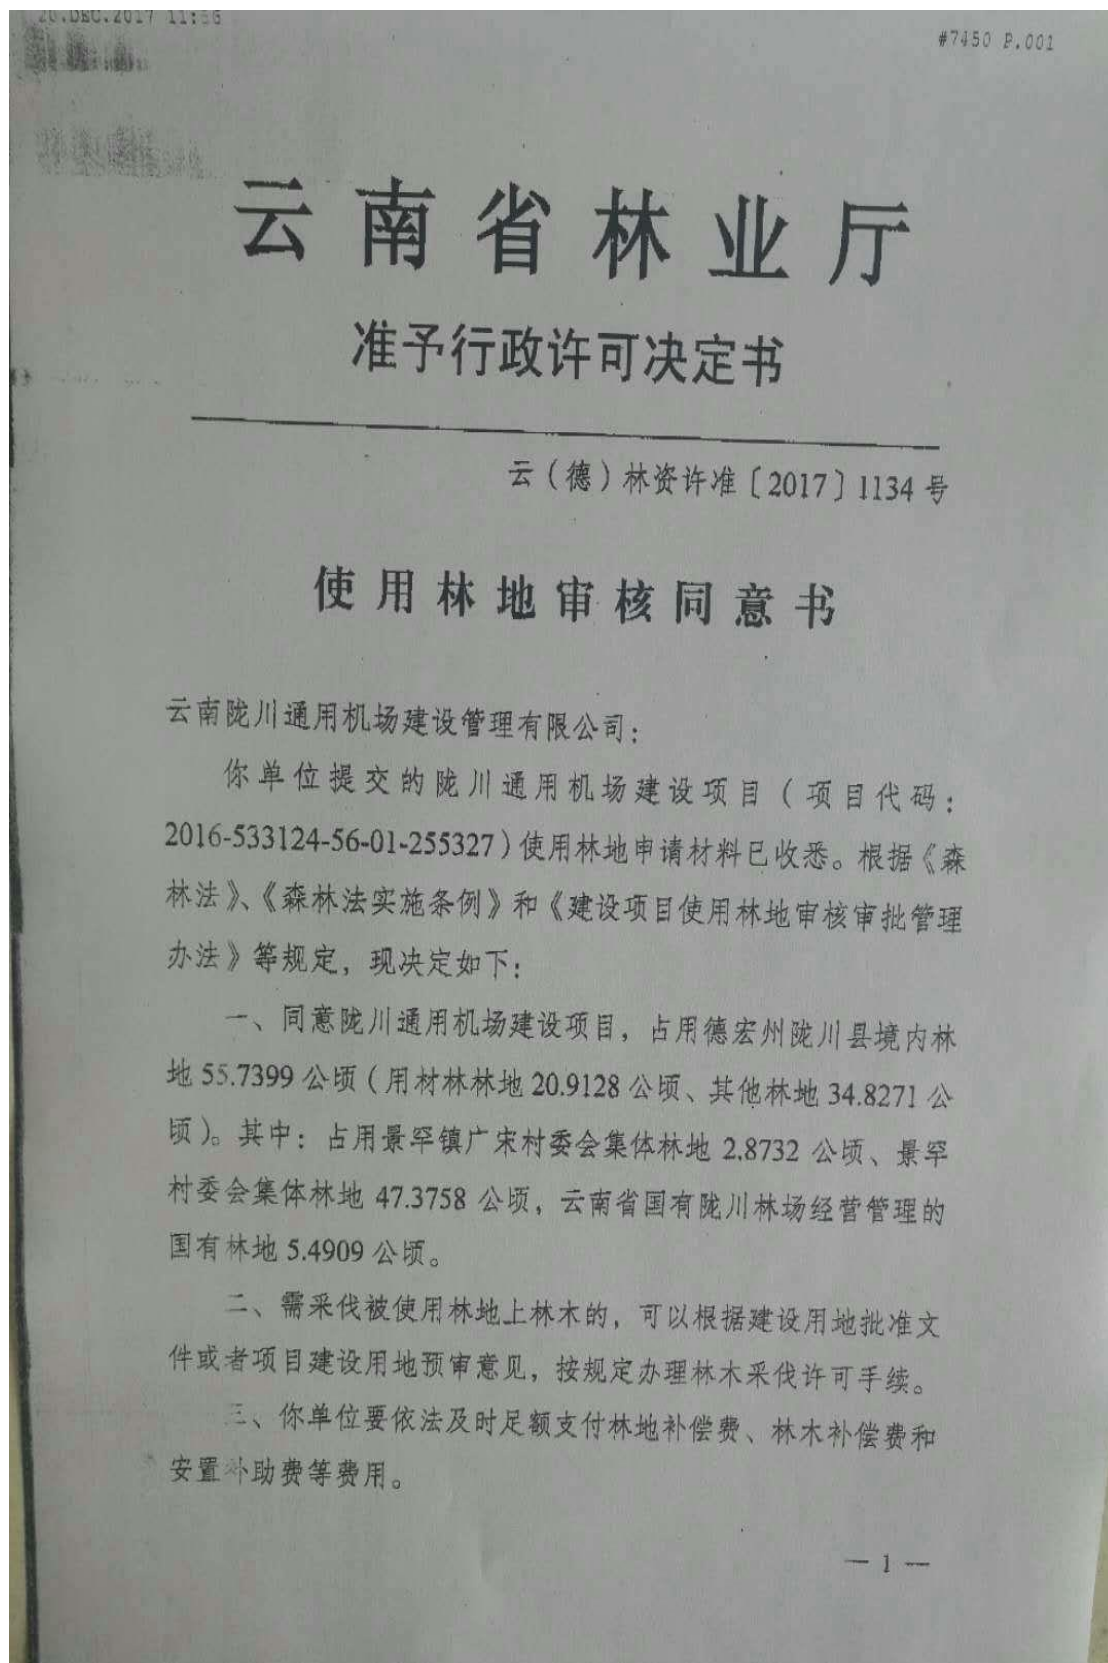 DEC.2017 11:
#7450 P.001
云南省林业厅
准予行政许可决定书
云（德）林资许准〔2017〕1134号
使用林地审核同意书
云南陇川通用机场建设管理有限公司：
你单位提交的陇川通用机场建设项目（项目代码：
2016-533124-56-01-255327）使用林地申请材料已收悉。根据《森
林法》、《森林法实施条例》和《建设项目使用林地审核审批管理
办法》等规定，现决定如下：
一、同意陇川通用机场建设项目，占用德宏州陇川县境内林
地55.7399公顷（用材林林地20.9128公顷、其他林地34.8271公
顷）。其中：占用景罕镇广宋村委会集体林地2.8732公顷、景罕
村委会集体林地47.3758公顷，云南省国有陇川林场经营管理的
国有林地5.4909公顷。
二、需采伐被使用林地上林木的，可以根据建设用地批准文
件或者项目建设用地预审意见，按规定办理林木采伐许可手续。
三、你单位要依法及时足额支付林地补偿费、林木补偿费和
安置补助费等费用。
— 1 —